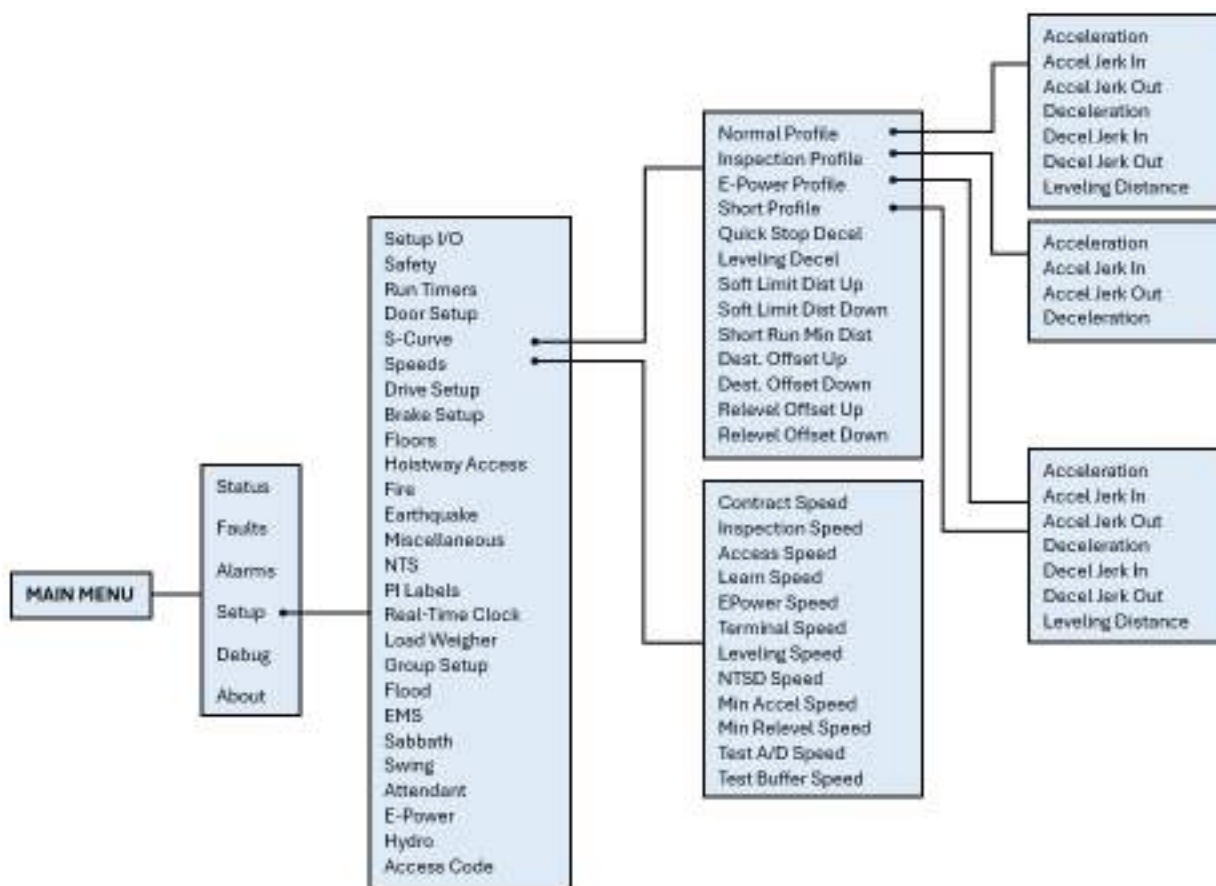 MAIN MENU
Status
Faults
Alarms
Setup
Debug
About
Setup I/O
Safety
Run Timers
Door Setup
S-Curve
Speeds
Drive Setup
Brake Setup
Floors
Hoistway Access
Fire
Earthquake
Miscellaneous
NTS
PI Labels
Real-Time Clock
Load Weigher
Group Setup
Flood
EMS
Sabbath
Swing
Attendant
E-Power
Hydro
Access Code
Normal Profile
Inspection Profile
E-Power Profile
Short Profile
Quick Stop Decel
Leveling Decel
Soft Limit Dist Up
Soft Limit Dist Down
Short Run Min Dist
Dest. Offset Up
Dest. Offset Down
Relevel Offset Up
Relevel Offset Down
Contract Speed
Inspection Speed
Access Speed
Learn Speed
EPower Speed
Terminal Speed
Leveling Speed
NTSD Speed
Min Accel Speed
Min Relevel Speed
Test A/D Speed
Test Buffer Speed
Acceleration
Accel Jerk In
Accel Jerk Out
Deceleration
Decel Jerk In
Decel Jerk Out
Leveling Distance
Acceleration
Accel Jerk In
Accel Jerk Out
Deceleration
Acceleration
Accel Jerk In
Accel Jerk Out
Deceleration
Decel Jerk In
Decel Jerk Out
Leveling Distance